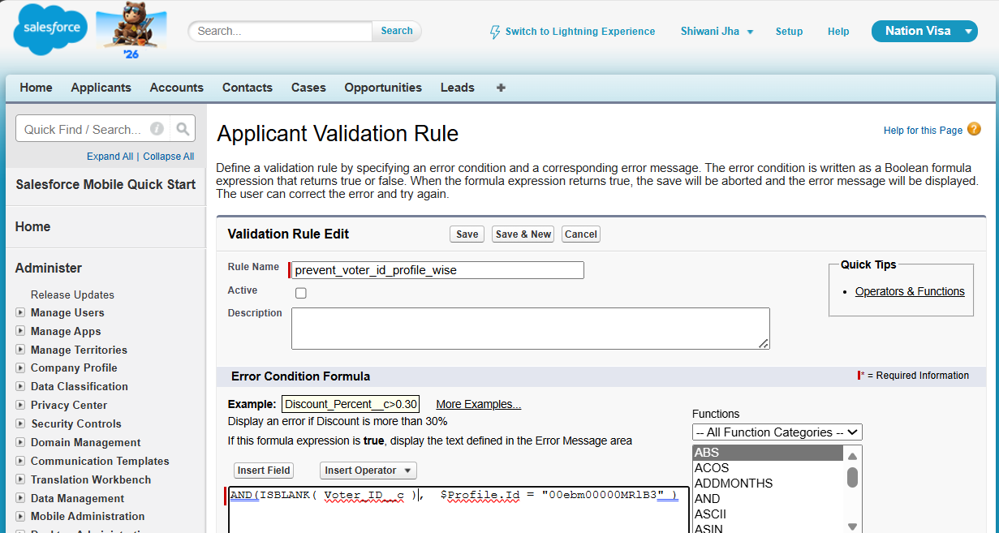 salesforce
'26
Search...
Search
Switch to Lightning Experience
Shiwani Jha
Setup
Help
Nation Visa
Home Applicants Accounts Contacts Cases Opportunities Leads +
Quick Find / Search...
Expand All | Collapse All
Salesforce Mobile Quick Start
Home
Administer
Release Updates
Manage Users
Manage Apps
Manage Territories
Company Profile
Data Classification
Privacy Center
Security Controls
Domain Management
Communication Templates
Translation Workbench
Data Management
Mobile Administration
Applicant Validation Rule
Help for this Page ?
Define a validation rule by specifying an error condition and a corresponding error message. The error condition is written as a Boolean formula
expression that returns true or false. When the formula expression returns true, the save will be aborted and the error message will be displayed.
The user can correct the error and try again.
Validation Rule Edit
Save
Save & New
Cancel
Rule Name
prevent_voter_id_profile_wise
Active
Description
Quick Tips
• Operators & Functions
Error Condition Formula
* = Required Information
Example: Discount_Percent__c>0.30 More Examples...
Display an error if Discount is more than 30%
If this formula expression is true, display the text defined in the Error Message area
Insert Field
Insert Operator
AND(ISBLANK( Voter_ID__c ), $Profile.Id = "00ebm00000MRlB3" )
Functions
-- All Function Categories --
ABS
ACOS
ADDMONTHS
AND
ASCII
ASIN